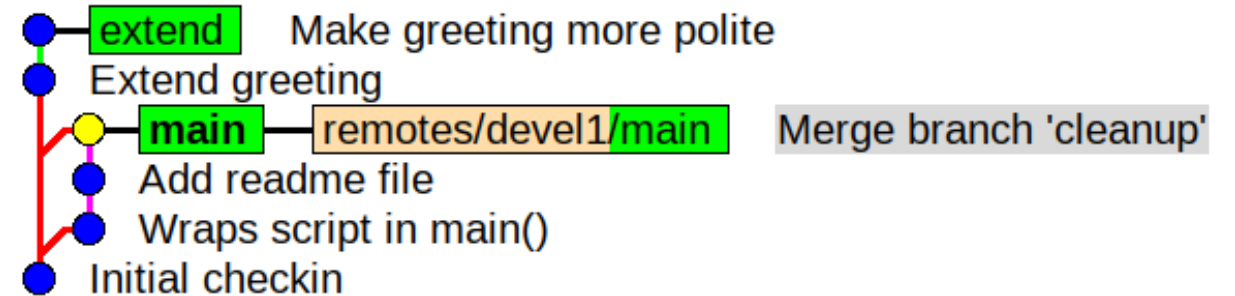 extend Make greeting more polite
Extend greeting
main remotes/devel1/main Merge branch 'cleanup'
Add readme file
Wraps script in main()
Initial checkin